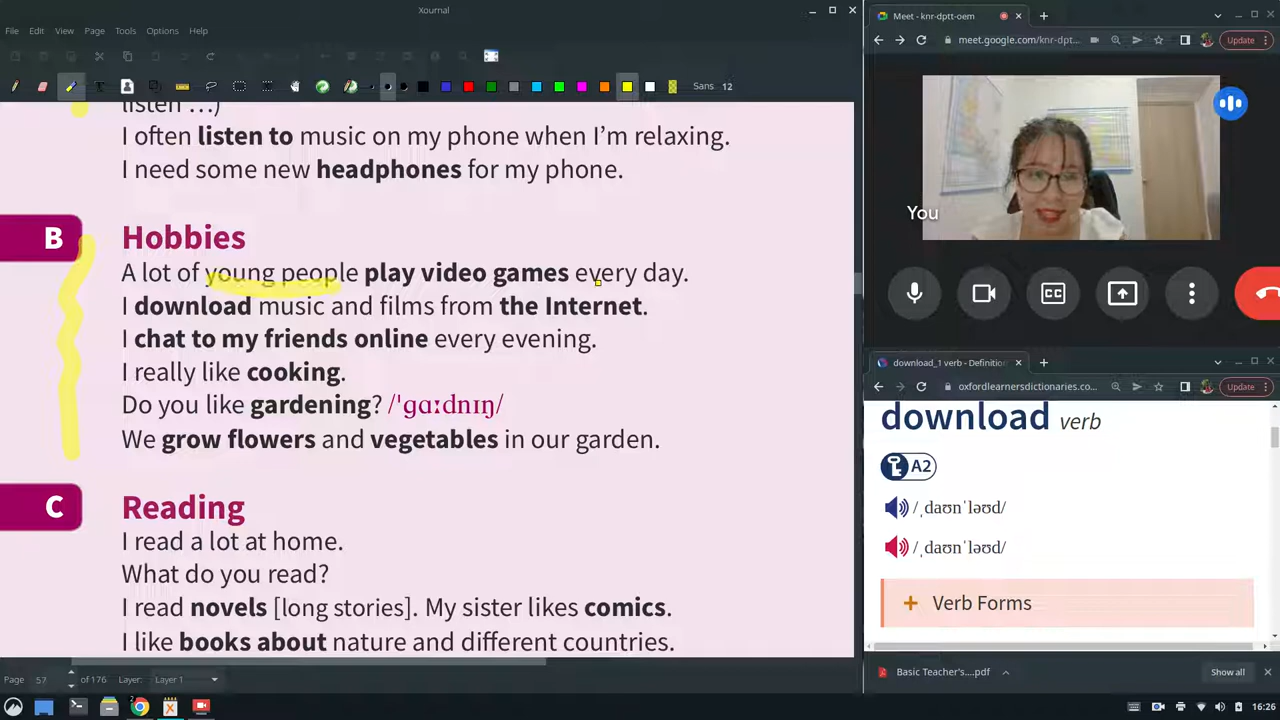 Xournal
File Edit View Page Tools Options Help
Sans 12
listen …)
I often listen to music on my phone when I’m relaxing.
I need some new headphones for my phone.
B Hobbies
A lot of young people play video games every day.
I download music and films from the Internet.
I chat to my friends online every evening.
I really like cooking.
Do you like gardening? /ˈɡɑːdnɪŋ/
We grow flowers and vegetables in our garden.
C Reading
I read a lot at home.
What do you read?
I read novels [long stories]. My sister likes comics.
I like books about nature and different countries.
Page 57 of 176 Layer: Layer 1
Meet - knr-dptt-oem
meet.google.com/knr-dpt...
Update
You
CC
download_1 verb - Definition
oxfordlearnersdictionaries.co...
Update
download verb
A2
/ˌdaʊnˈləʊd/
/ˌdaʊnˈləʊd/
+ Verb Forms
Basic Teacher's....pdf
Show all
2
16:26